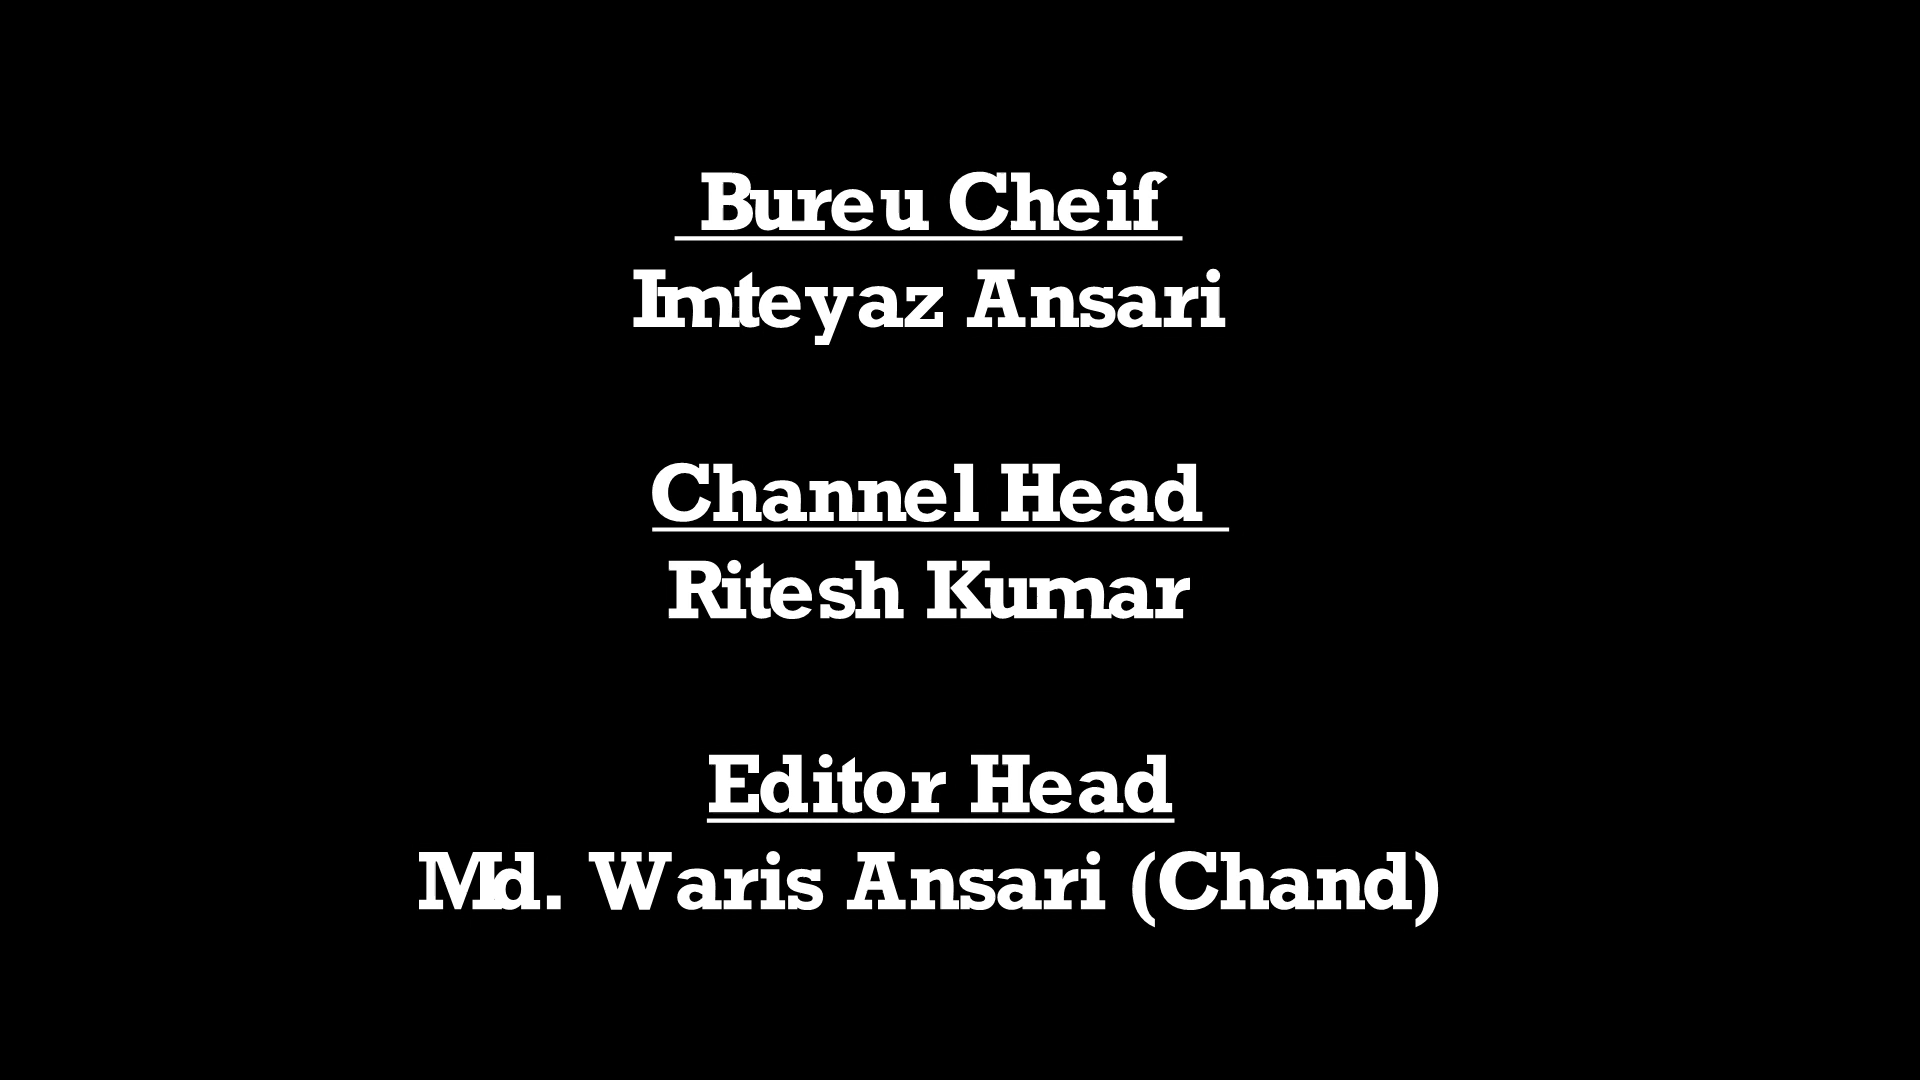 Bureu Cheif
Imteyaz Ansari
Channel Head
Ritesh Kumar
Editor Head
Md. Waris Ansari (Chand)